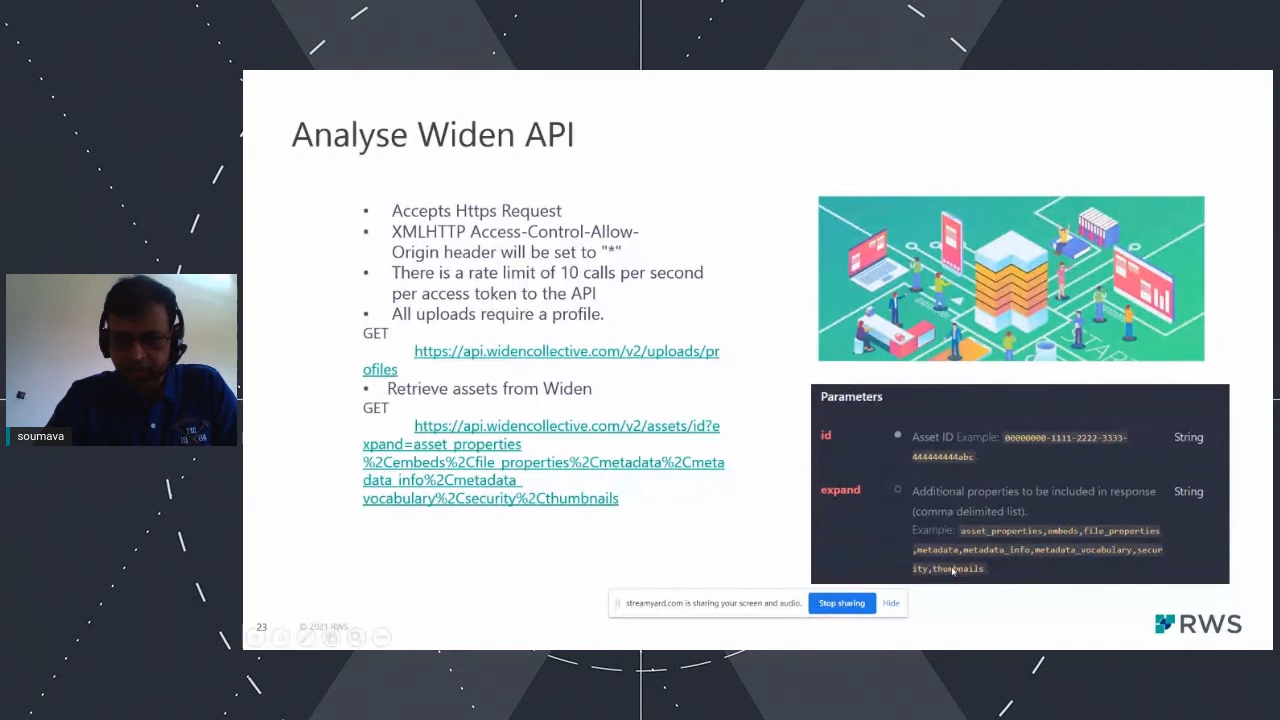 Analyse Widen API
• Accepts Https Request
• XMLHTTP Access-Control-Allow-
Origin header will be set to "*"
• There is a rate limit of 10 calls per second
per access token to the API
• All uploads require a profile.
GET
https://api.widencollective.com/v2/uploads/pr
ofiles
• Retrieve assets from Widen
GET
https://api.widencollective.com/v2/assets/id?e
xpand=asset_properties
%2Cembeds%2Cfile_properties%2Cmetadata%2Cmeta
data_info%2Cmetadata_
vocabulary%2Csecurity%2Cthumbnails
Parameters
id Asset ID Example: 00000000-1111-2222-3333- String
444444444abc
expand Additional properties to be included in response String
(comma delimited list).
Example: asset_properties,embeds,file_properties
,metadata,metadata_info,metadata_vocabulary,secur
ity,thumbnails
soumava
streamyard.com is sharing your screen and audio. Stop sharing Hide
23 © 2021 RWS
RWS